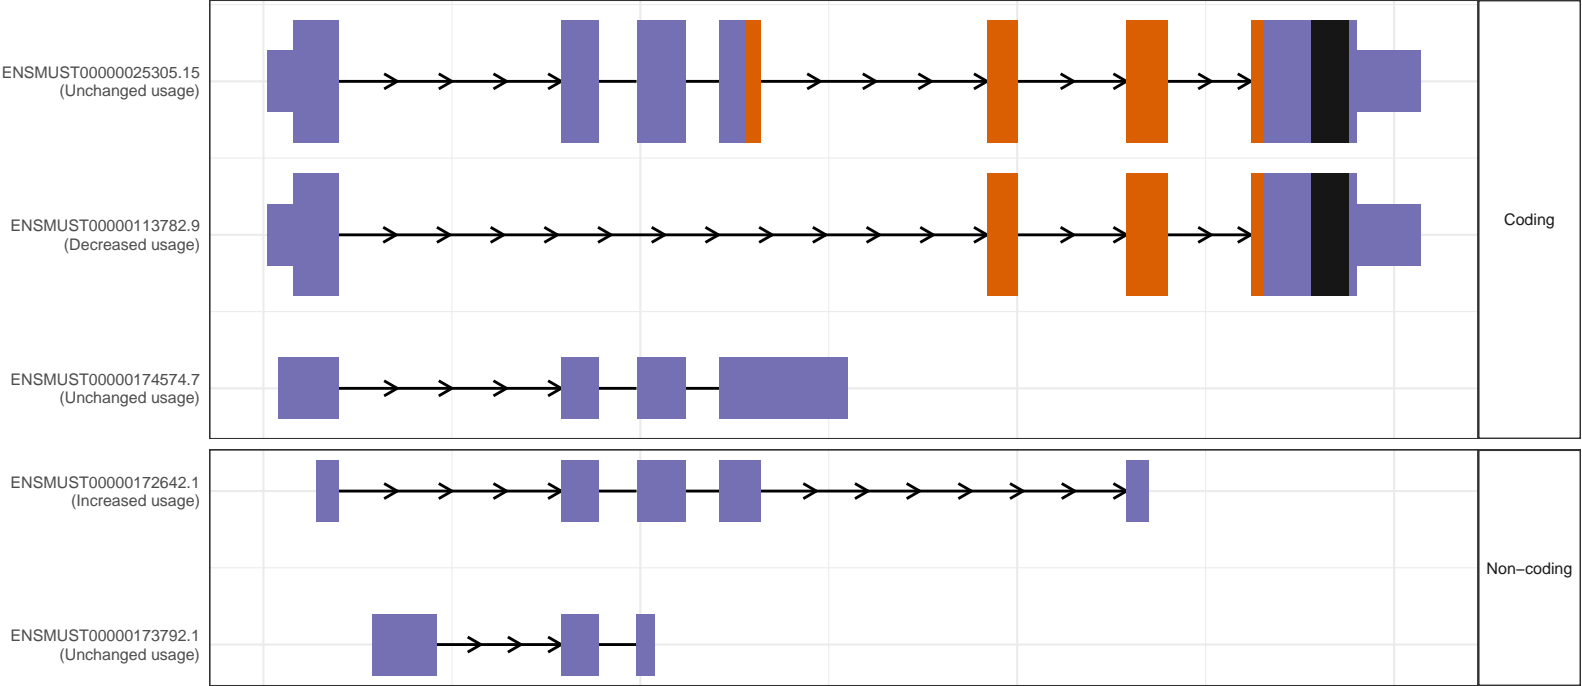 ENSMUST00000025305.15
(Unchanged usage)
ENSMUST00000113782.9
(Decreased usage)
Coding
ENSMUST00000174574.7
(Unchanged usage)
ENSMUST00000172642.1
(Increased usage)
Non−coding
ENSMUST00000173792.1
(Unchanged usage)